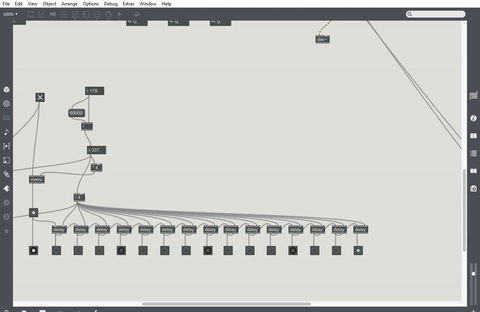 File Edit View Object Arrange Options Debug Extras Window Help
100%
dac~
176
60000
337
metro
delay delay delay delay delay delay delay delay delay delay delay delay delay delay delay